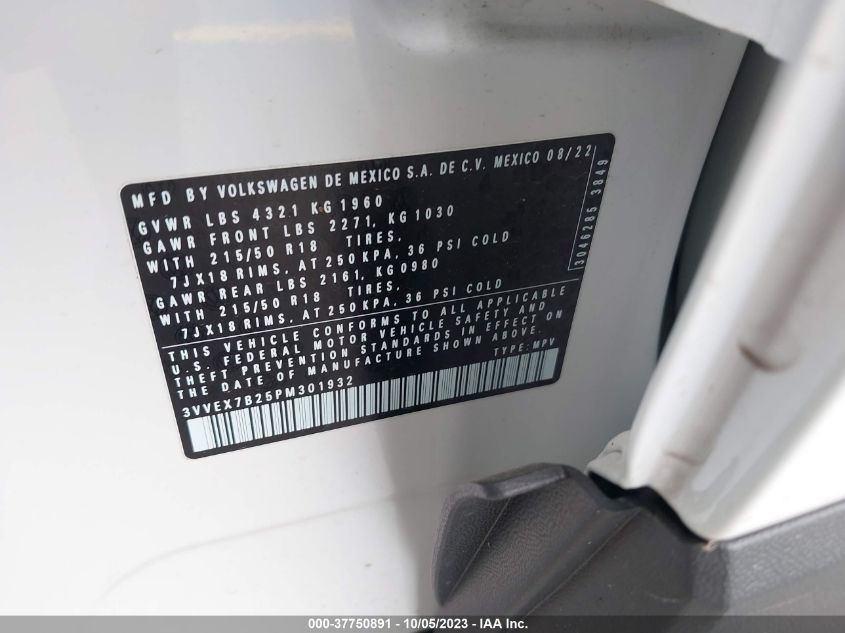 MFD BY VOLKSWAGEN DE MEXICO S.A. DE C.V. MEXICO 08/22
GVWR LBS 4321 KG 1960
GAWR FRONT LBS 2271, KG 1030
WITH 215/50 R18 TIRES,
7JX18 RIMS, AT 250 KPA, 36 PSI COLD
GAWR REAR LBS 2161, KG0980
WITH 215/50 R18 TIRES,
7JX18 RIMS, AT 250 KPA, 36 PSI COLD
THIS VEHICLE CONFORMS TO ALL APPLICABLE
U.S. FEDERAL MOTOR VEHICLE SAFETY AND
THEFT PREVENTION STANDARDS IN EFFECT ON
THE DATE OF MANUFACTURE SHOWN ABOVE.
3VVEX7B25PM301932 TYPE: MPV
3046285 3849
000-37750891 - 10/05/2023 - IAA Inc.